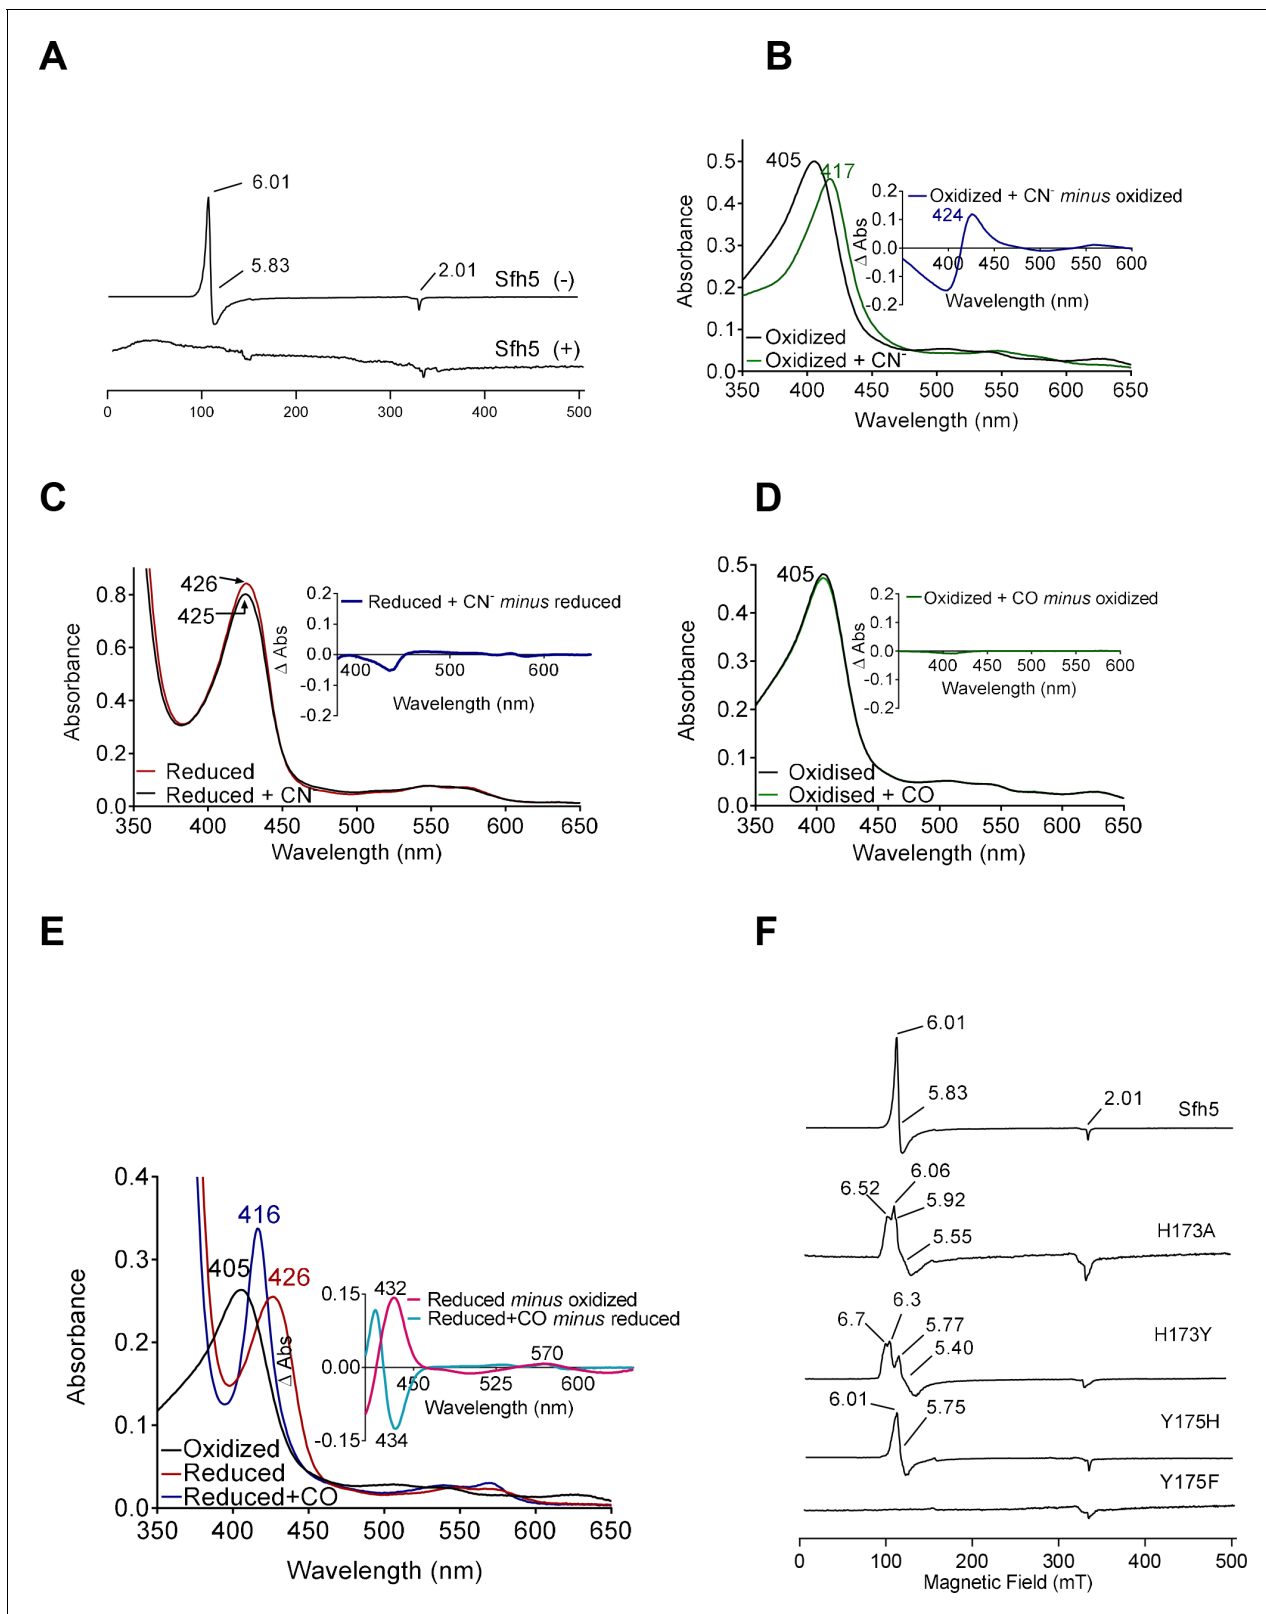 A
6.01
5.83
2.01
Sfh5 (-)
Sfh5 (+)
0 100 200 300 400 500
B
0.5
0.4
0.3
0.2
0.1
0.0
Absorbance
405
417
Oxidized
Oxidized + CN-
350 400 450 500 550 600 650
Wavelength (nm)
0.2
0.1
0.0
-0.1
-0.2
Δ Abs
Oxidized + CN- minus oxidized
424
400 450 500 550 600
Wavelength (nm)
C
0.8
0.6
0.4
0.2
0.0
Absorbance
426
425
Reduced
Reduced + CN-
350 400 450 500 550 600 650
Wavelength (nm)
0.2
0.1
0.0
-0.1
-0.2
Δ Abs
Reduced + CN- minus reduced
400 500 600
Wavelength (nm)
D
0.5
0.4
0.3
0.2
0.1
0.0
Absorbance
405
Oxidised
Oxidised + CO
350 400 450 500 550 600 650
Wavelength (nm)
0.2
0.1
0.0
-0.1
-0.2
Δ Abs
Oxidized + CO minus oxidized
400 450 500 550 600
Wavelength (nm)
E
0.4
0.3
0.2
0.1
0.0
Absorbance
416
405
426
Oxidized
Reduced
Reduced+CO
350 400 450 500 550 600 650
Wavelength (nm)
0.15
0.00
-0.15
Δ Abs
432
Reduced minus oxidized
Reduced+CO minus reduced
570
450 525 600
Wavelength (nm)
434
F
6.01
5.83
2.01
Sfh5
6.52
6.06
5.92
5.55
H173A
6.7
6.3
5.77
5.40
H173Y
6.01
5.75
Y175H
Y175F
0 100 200 300 400 500
Magnetic Field (mT)